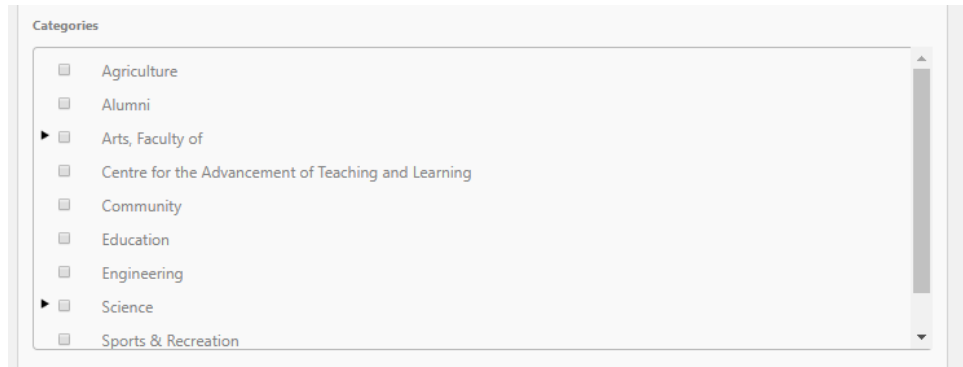 Categories
Agriculture
Alumni
Arts, Faculty of
Centre for the Advancement of Teaching and Learning
Community
Education
Engineering
Science
Sports & Recreation